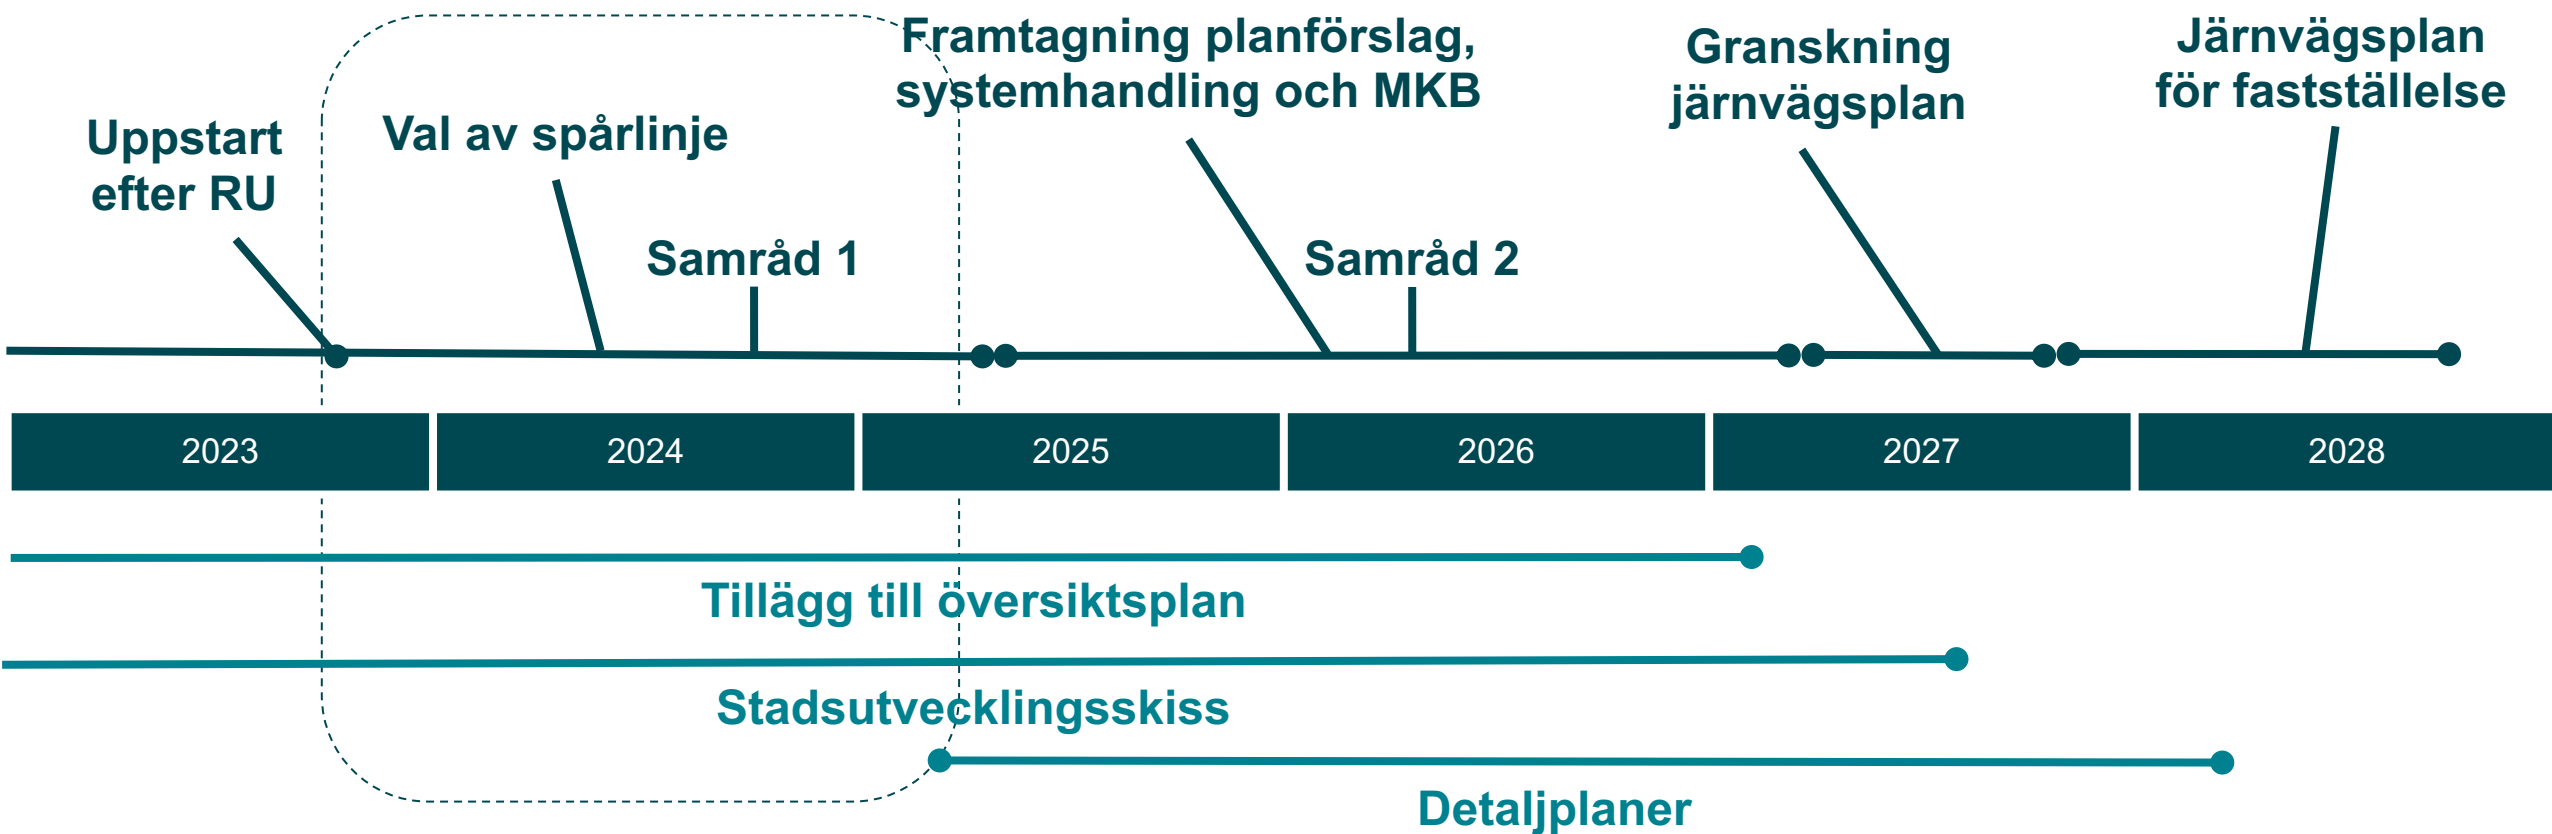 Uppstart
efter RU
Val av spårlinje
Samråd 1
Framtagning planförslag,
systemhandling och MKB
Samråd 2
Granskning
järnvägsplan
Järnvägsplan
för fastställelse
2023
2024
2025
2026
2027
2028
Tillägg till översiktsplan
Stadsutvecklingsskiss
Detaljplaner